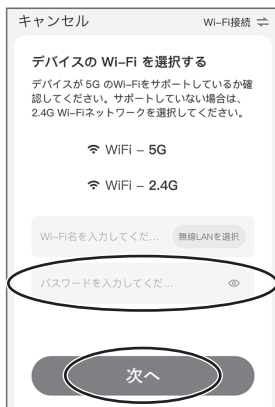 キャンセル
Wi–Fi接続
デバイスの Wi–Fi を選択する
デバイスが 5G のWi–Fiをサポートしているか確
認してください。サポートしていない場合は、
2.4G Wi–Fiネットワークを選択してください。
WiFi – 5G
WiFi – 2.4G
Wi–Fi名を入力してくだ...
無線LANを選択
パスワードを入力してくだ...
次へ